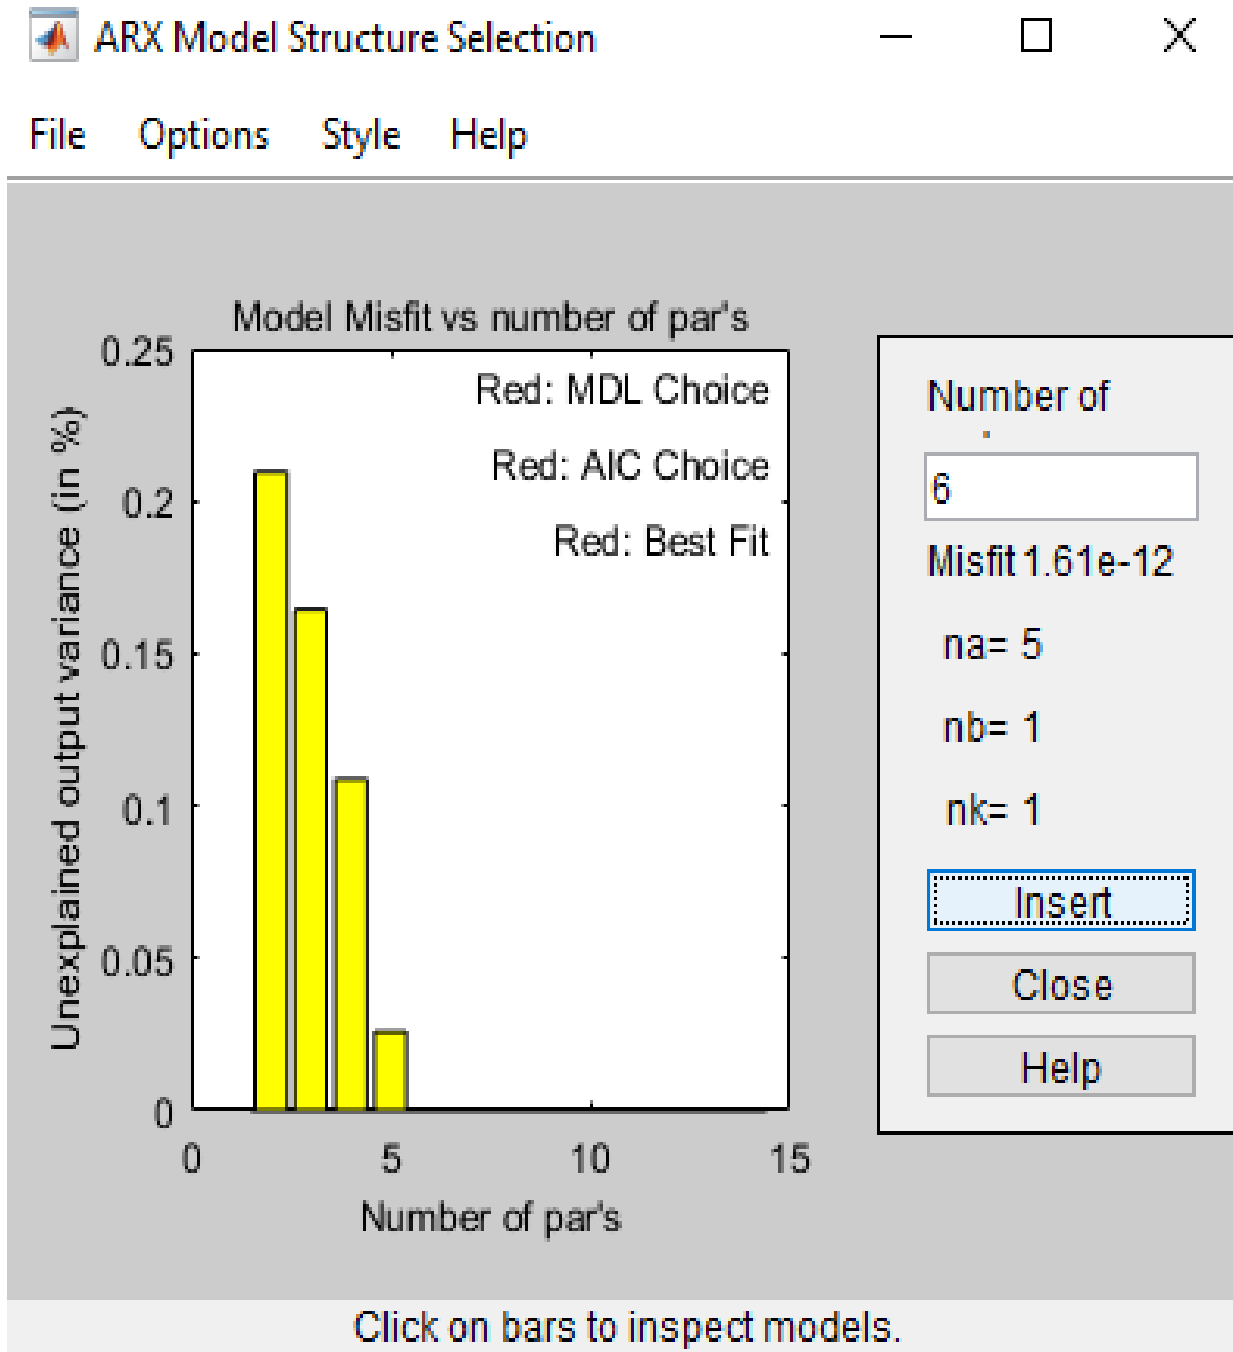 ARX Model Structure Selection
File Options Style Help
Model Misfit vs number of par's
Red: MDL Choice
Red: AIC Choice
Red: Best Fit
Unexplained output variance (in %)
0.25
0.2
0.15
0.1
0.05
0
0 5 10 15
Number of par's
Number of
6
Misfit 1.61e-12
na= 5
nb= 1
nk= 1
Insert
Close
Help
Click on bars to inspect models.